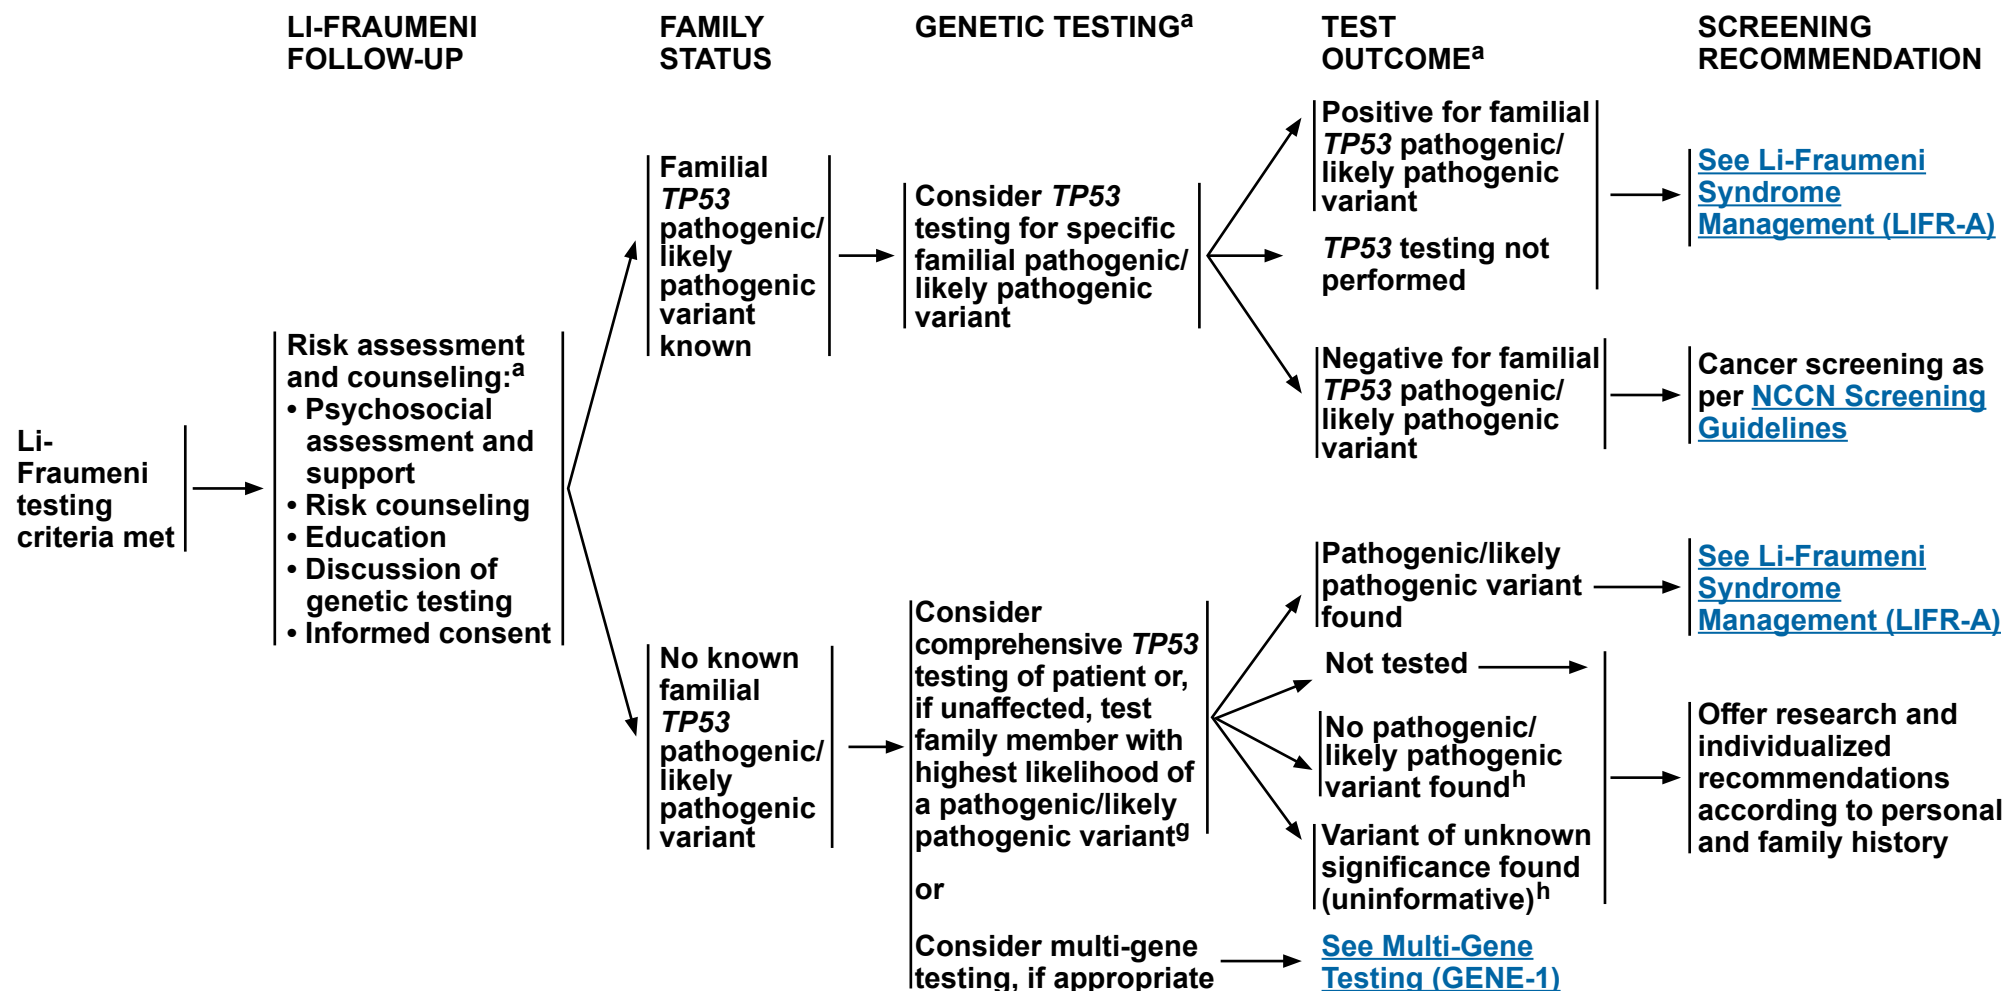 LI-FRAUMENI
FOLLOW-UP
FAMILY
STATUS
GENETIC TESTINGa
TEST
OUTCOMEa
SCREENING
RECOMMENDATION
Li-
Fraumeni
testing
criteria met
Risk assessment
and counseling:a
• Psychosocial
assessment and
support
• Risk counseling
• Education
• Discussion of
genetic testing
• Informed consent
Familial
TP53
pathogenic/
likely
pathogenic
variant
known
Consider TP53
testing for specific
familial pathogenic/
likely pathogenic
variant
Positive for familial
TP53 pathogenic/
likely pathogenic
variant
TP53 testing not
performed
See Li-Fraumeni
Syndrome
Management (LIFR-A)
Negative for familial
TP53 pathogenic/
likely pathogenic
variant
Cancer screening as
per NCCN Screening
Guidelines
No known
familial
TP53
pathogenic/
likely
pathogenic
variant
Consider
comprehensive TP53
testing of patient or,
if unaffected, test
family member with
highest likelihood of
a pathogenic/likely
pathogenic variantg
or
Consider multi-gene
testing, if appropriate
Pathogenic/likely
pathogenic variant
found
See Li-Fraumeni
Syndrome
Management (LIFR-A)
Not tested
No pathogenic/
likely pathogenic
variant foundh
Variant of unknown
significance found
(uninformative)h
Offer research and
individualized
recommendations
according to personal
and family history
See Multi-Gene
Testing (GENE-1)